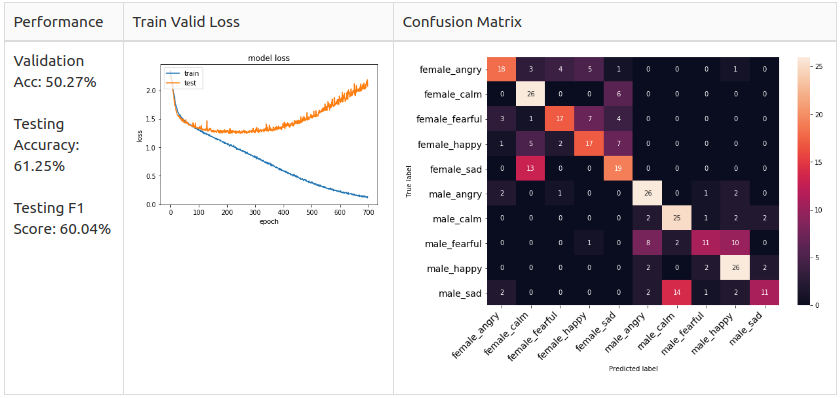 Performance
Train Valid Loss
Confusion Matrix
Validation
Acc: 50.27%
Testing
Accuracy:
61.25%
Testing F1
Score: 60.04%
model loss
train
test
loss
2.0
1.5
1.0
0.5
0.0
0 100 200 300 400 500 600 700
epoch
True label
female_angry 18 3 4 5 1 0 0 0 1 0
female_calm 0 26 0 0 6 0 0 0 0 0
female_fearful 3 1 17 7 4 0 0 0 0 0
female_happy 1 5 2 17 7 0 0 0 0 0
female_sad 0 13 0 0 19 0 0 0 0 0
male_angry 2 0 1 0 0 26 0 1 2 0
male_calm 0 0 0 0 0 2 25 1 2 2
male_fearful 0 0 0 1 0 8 2 11 10 0
male_happy 0 0 0 0 0 2 0 2 26 2
male_sad 2 0 0 0 0 2 14 1 2 11
female_angry
female_calm
female_fearful
female_happy
female_sad
male_angry
male_calm
male_fearful
male_happy
male_sad
Predicted label
25
20
15
10
5
0